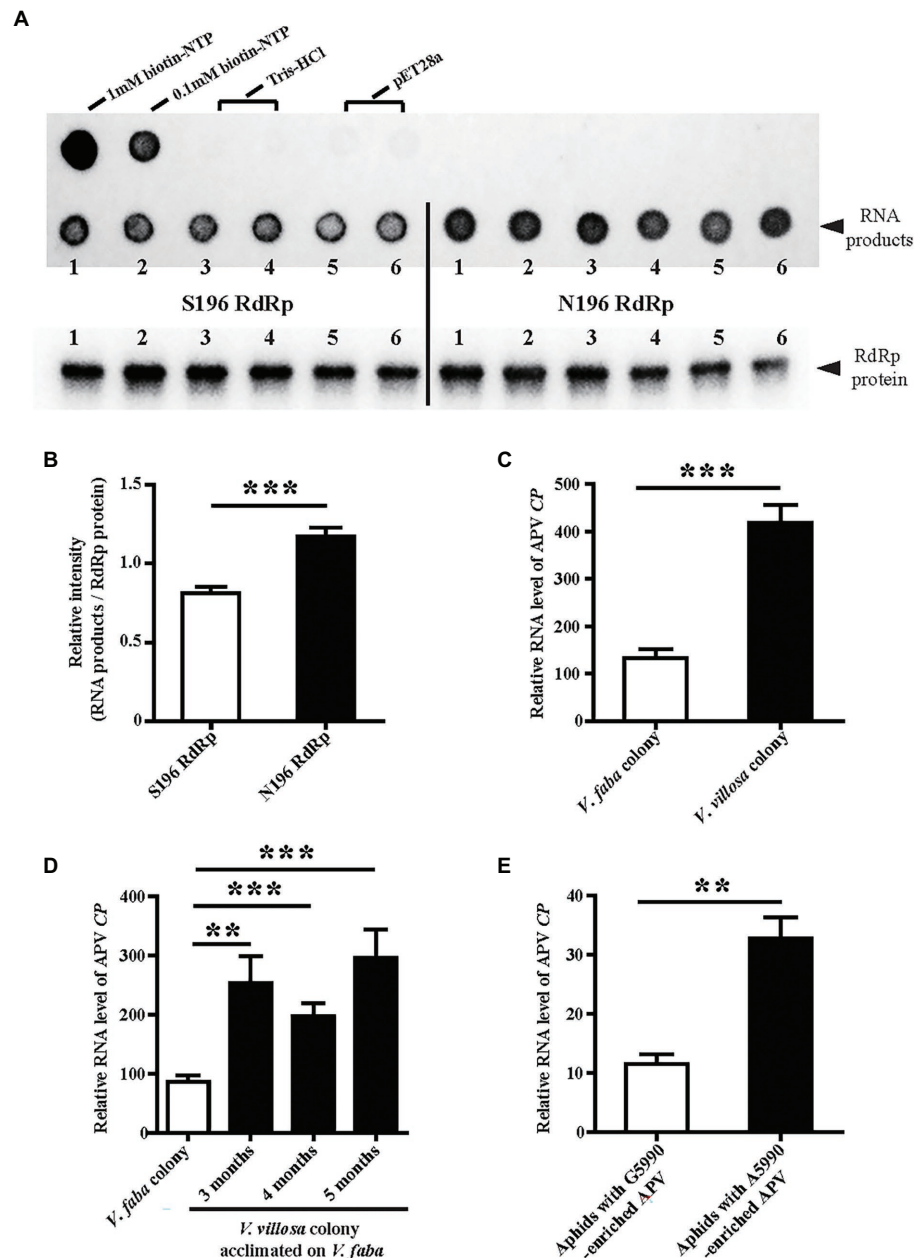 A
1mM biotin-NTP
0.1mM biotin-NTP
Tris-HCl
pET28a
RNA
products
1 2 3 4 5 6 1 2 3 4 5 6
S196 RdRp N196 RdRp
1 2 3 4 5 6 1 2 3 4 5 6
RdRp
protein
B
Relative intensity
(RNA products / RdRp protein)
1.5
1.0
0.5
0
***
S196 RdRp
N196 RdRp
C
Relative RNA level of APV CP
500
400
300
200
100
0
***
V. faba colony
V. villosa colony
D
Relative RNA level of APV CP
400
300
200
100
0
***
***
**
V. faba colony
3 months
4 months
5 months
V. villosa colony
acclimated on V. faba
E
Relative RNA level of APV CP
40
30
20
10
0
**
Aphids with G5990
-enriched APV
Aphids with A5990
-enriched APV